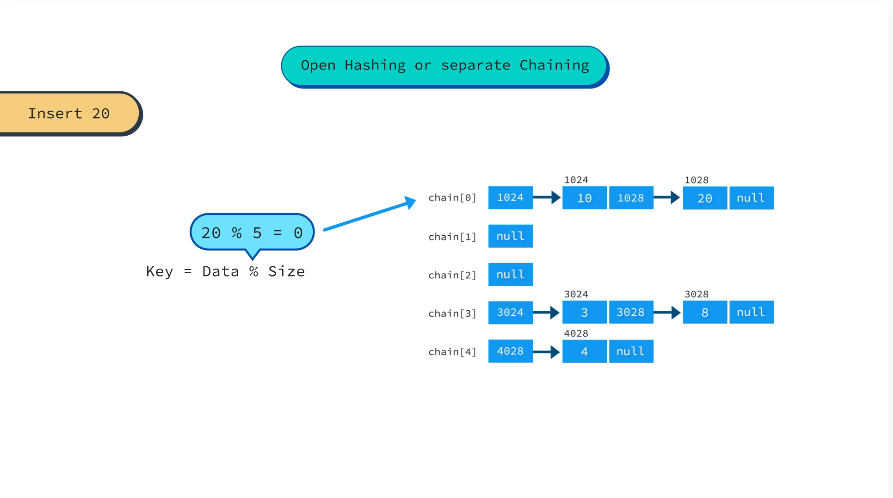 Open Hashing or separate Chaining
Insert 20
1024 1028
chain[0] 1024 10 1028 20 null
20 % 5 = 0
chain[1] null
Key = Data % Size
chain[2] null
3024 3028
chain[3] 3024 3 3028 8 null
4028
chain[4] 4028 4 null